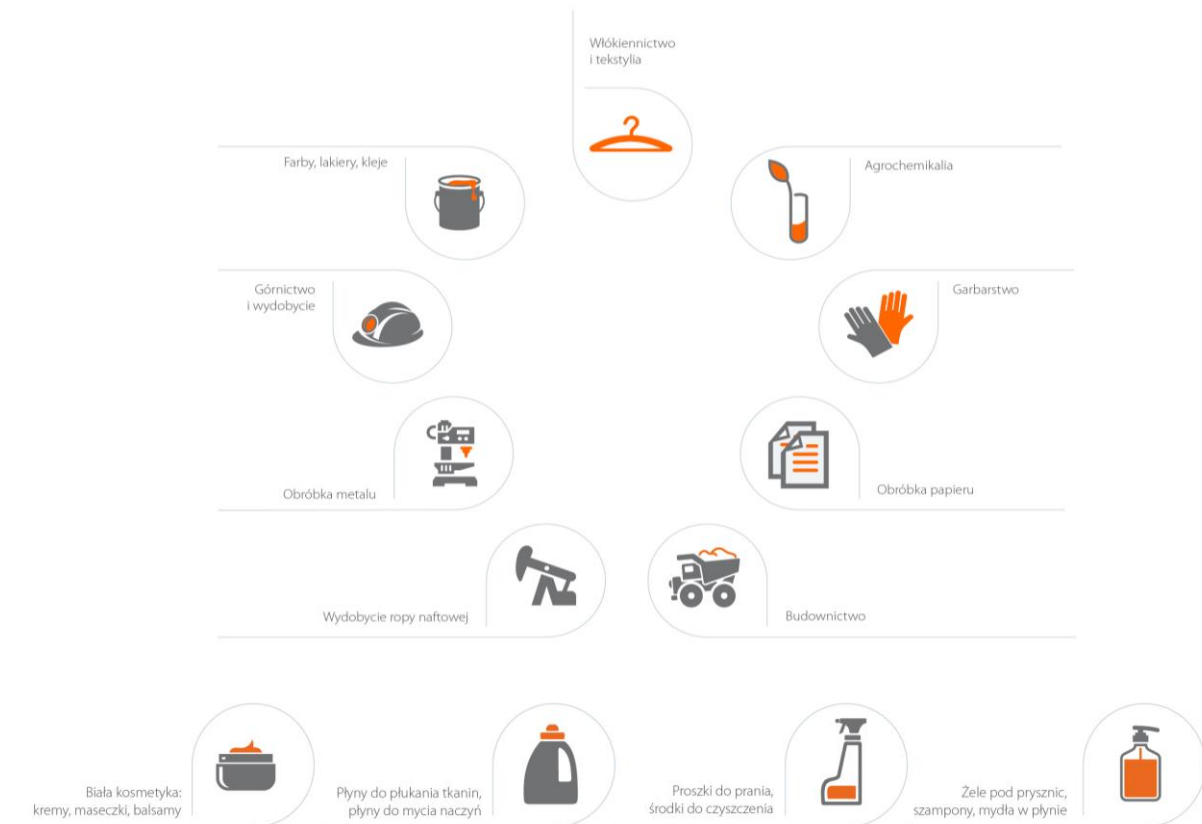 Włókiennictwo
i tekstylia
Farby, lakiery, kleje
Agrochemikalia
Górnictwo
i wydobycie
Garbarstwo
Obróbka metalu
Obróbka papieru
Wydobycie ropy naftowej
Budownictwo
Biała kosmetyka:
kremy, maseczki, balsamy
Płyny do płukania tkanin,
płyny do mycia naczyń
Proszki do prania,
środki do czyszczenia
Żele pod prysznic,
szampony, mydła w płynie